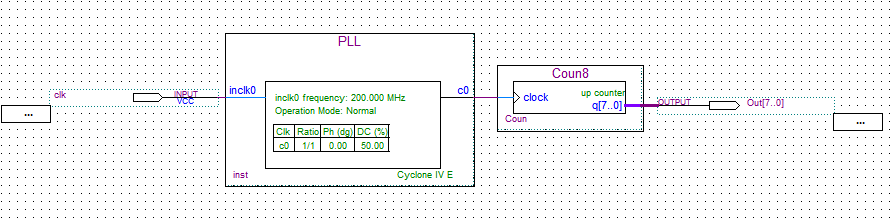 PLL
Coun8
clk
INPUT
VCC
inclk0
c0
inclk0 frequency: 200.000 MHz
Operation Mode: Normal
Clk Ratio Ph (dg) DC (%)
c0 1/1 0.00 50.00
inst
Cyclone IV E
clock
up counter
q[7..0]
Coun
OUTPUT
Out[7..0]
...
...